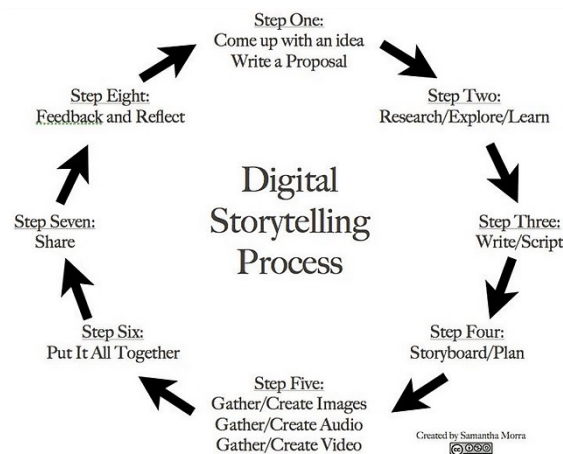 Step One:
Come up with an idea
Write a Proposal
Step Two:
Research/Explore/Learn
Step Three:
Write/Script
Step Four:
Storyboard/Plan
Step Five:
Gather/Create Images
Gather/Create Audio
Gather/Create Video
Step Six:
Put It All Together
Step Seven:
Share
Step Eight:
Feedback and Reflect
Digital
Storytelling
Process
Created by Samantha Morra